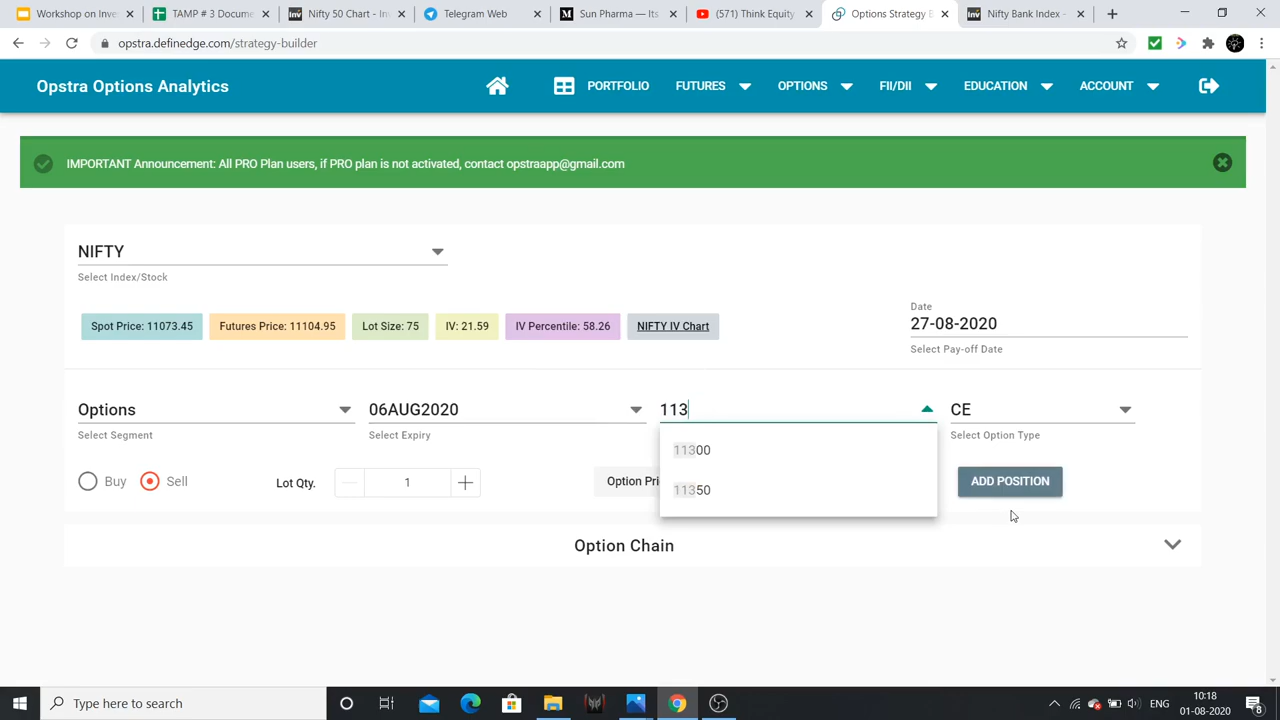 Workshop on Inves
TAMP # 3 Docume
Nifty 50 Chart - Inv
Telegram Web
Sun Pharma — Its
(571) Think Equity
Options Strategy B
Nifty Bank Index -
opstra.definedge.com/strategy-builder
Opstra Options Analytics
PORTFOLIO
FUTURES
OPTIONS
FII/DII
EDUCATION
ACCOUNT
IMPORTANT Announcement: All PRO Plan users, if PRO plan is not activated, contact opstraapp@gmail.com
NIFTY
Select Index/Stock
Date
Spot Price: 11073.45
Futures Price: 11104.95
Lot Size: 75
IV: 21.59
IV Percentile: 58.26
NIFTY IV Chart
27-08-2020
Select Pay-off Date
Options
06AUG2020
113
CE
Select Segment
Select Expiry
Select Option Type
11300
11350
Buy
Sell
Lot Qty.
1
Option Pri
ADD POSITION
Option Chain
Type here to search
ENG
10:18
01-08-2020
8